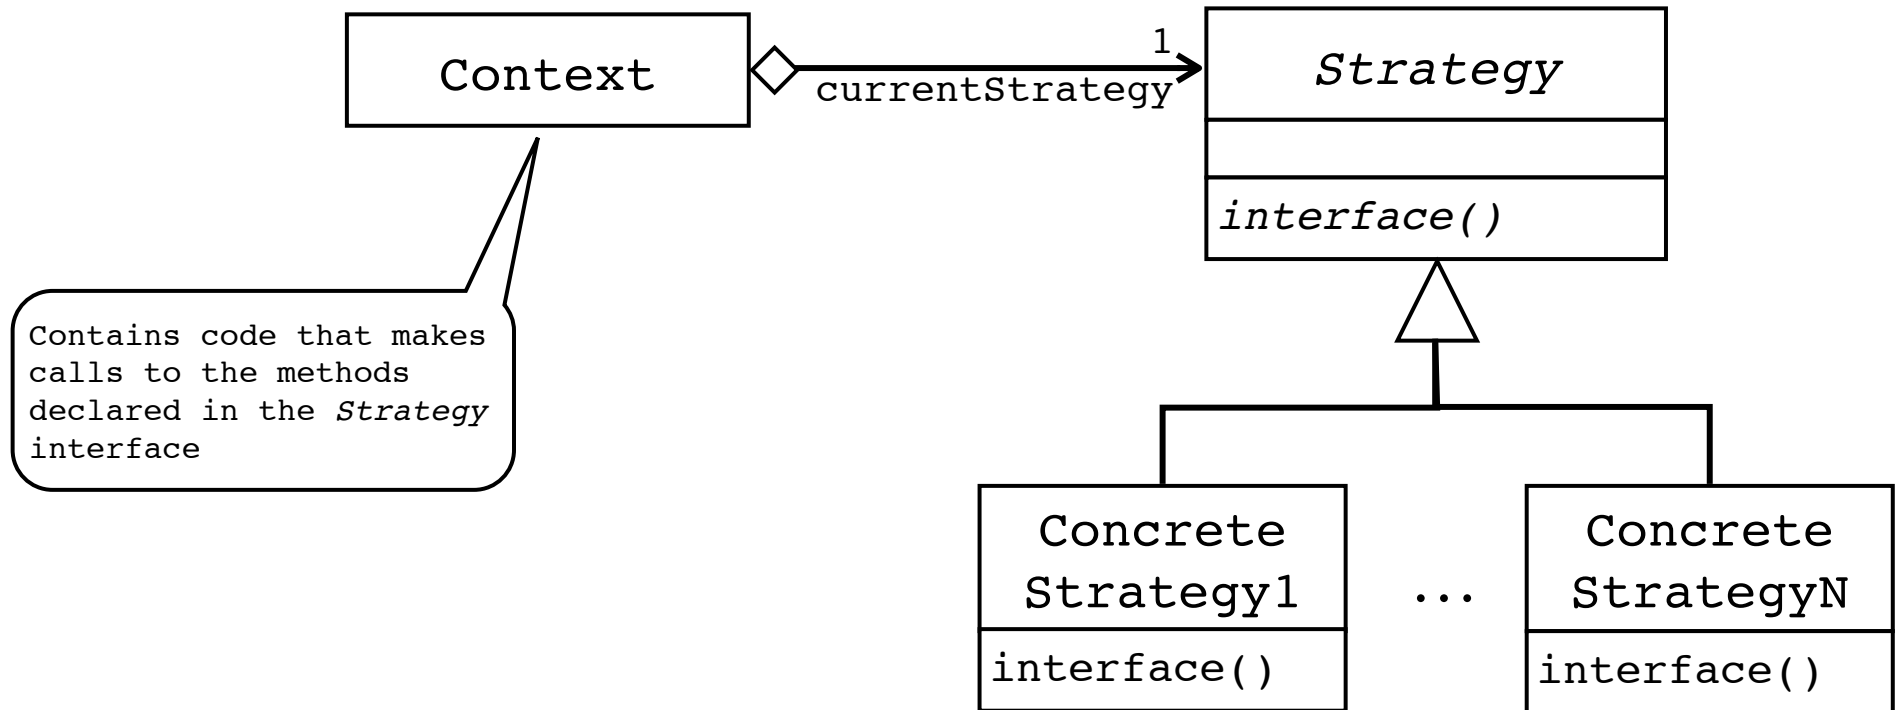 Context
1
currentStrategy
Strategy
interface()
Contains code that makes
calls to the methods
declared in the Strategy
interface
Concrete
Strategy1
interface()
...
Concrete
StrategyN
interface()